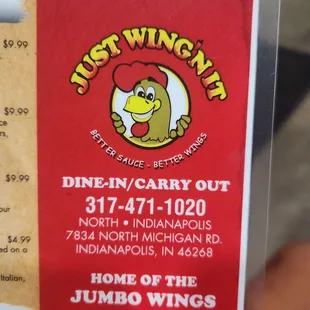 $9.99
$9.99
$9.99
$4.99
JUST WING'N IT
BETTER SAUCE - BETTER WINGS
DINE-IN/CARRY OUT
317-471-1020
NORTH • INDIANAPOLIS
7834 NORTH MICHIGAN RD.
INDIANAPOLIS, IN 46268
HOME OF THE
JUMBO WINGS